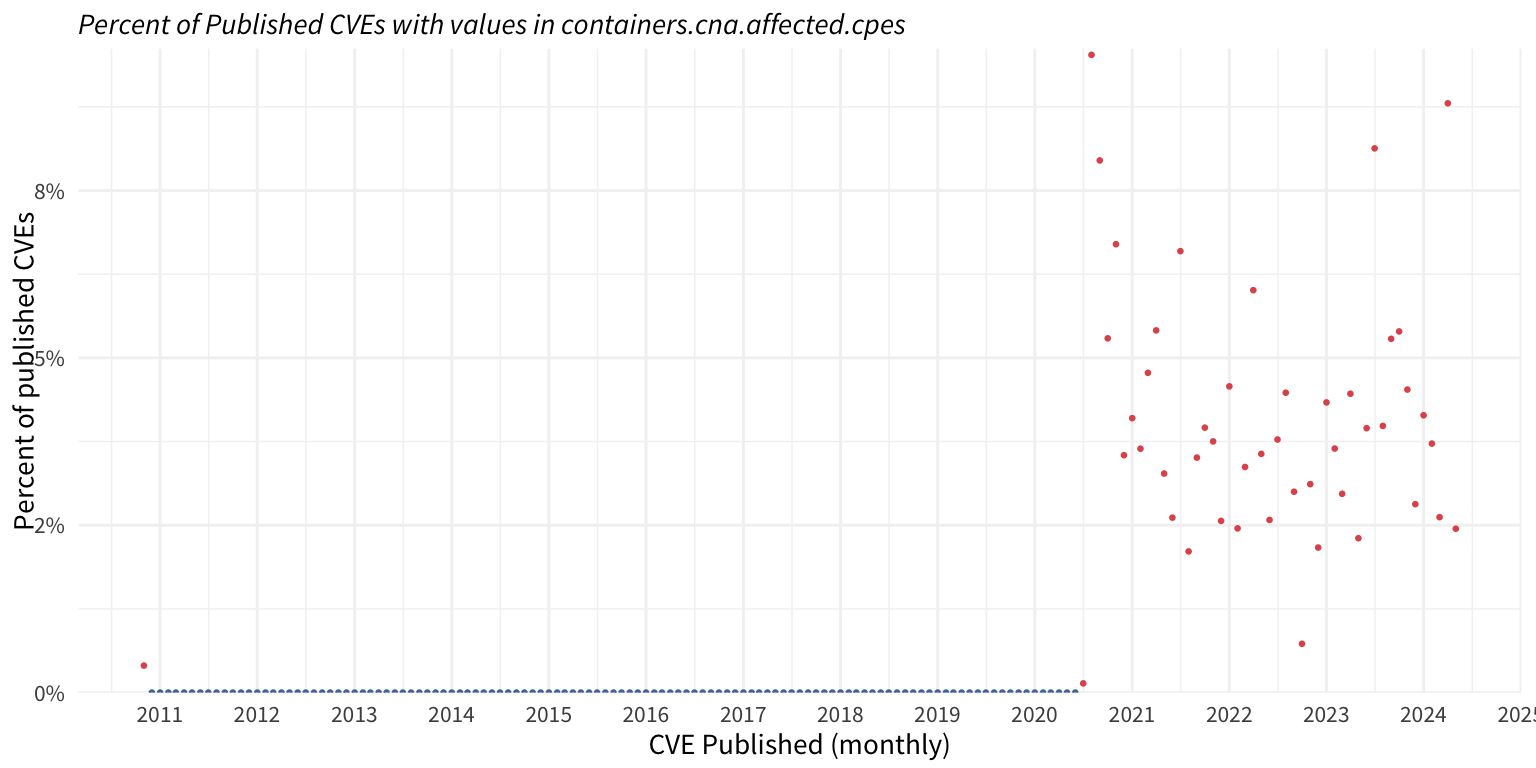 Percent of Published CVEs with values in containers.cna.affected.cpes
Percent of published CVEs
8%
5%
2%
0%
2011 2012 2013 2014 2015 2016 2017 2018 2019 2020 2021 2022 2023 2024 2025
CVE Published (monthly)